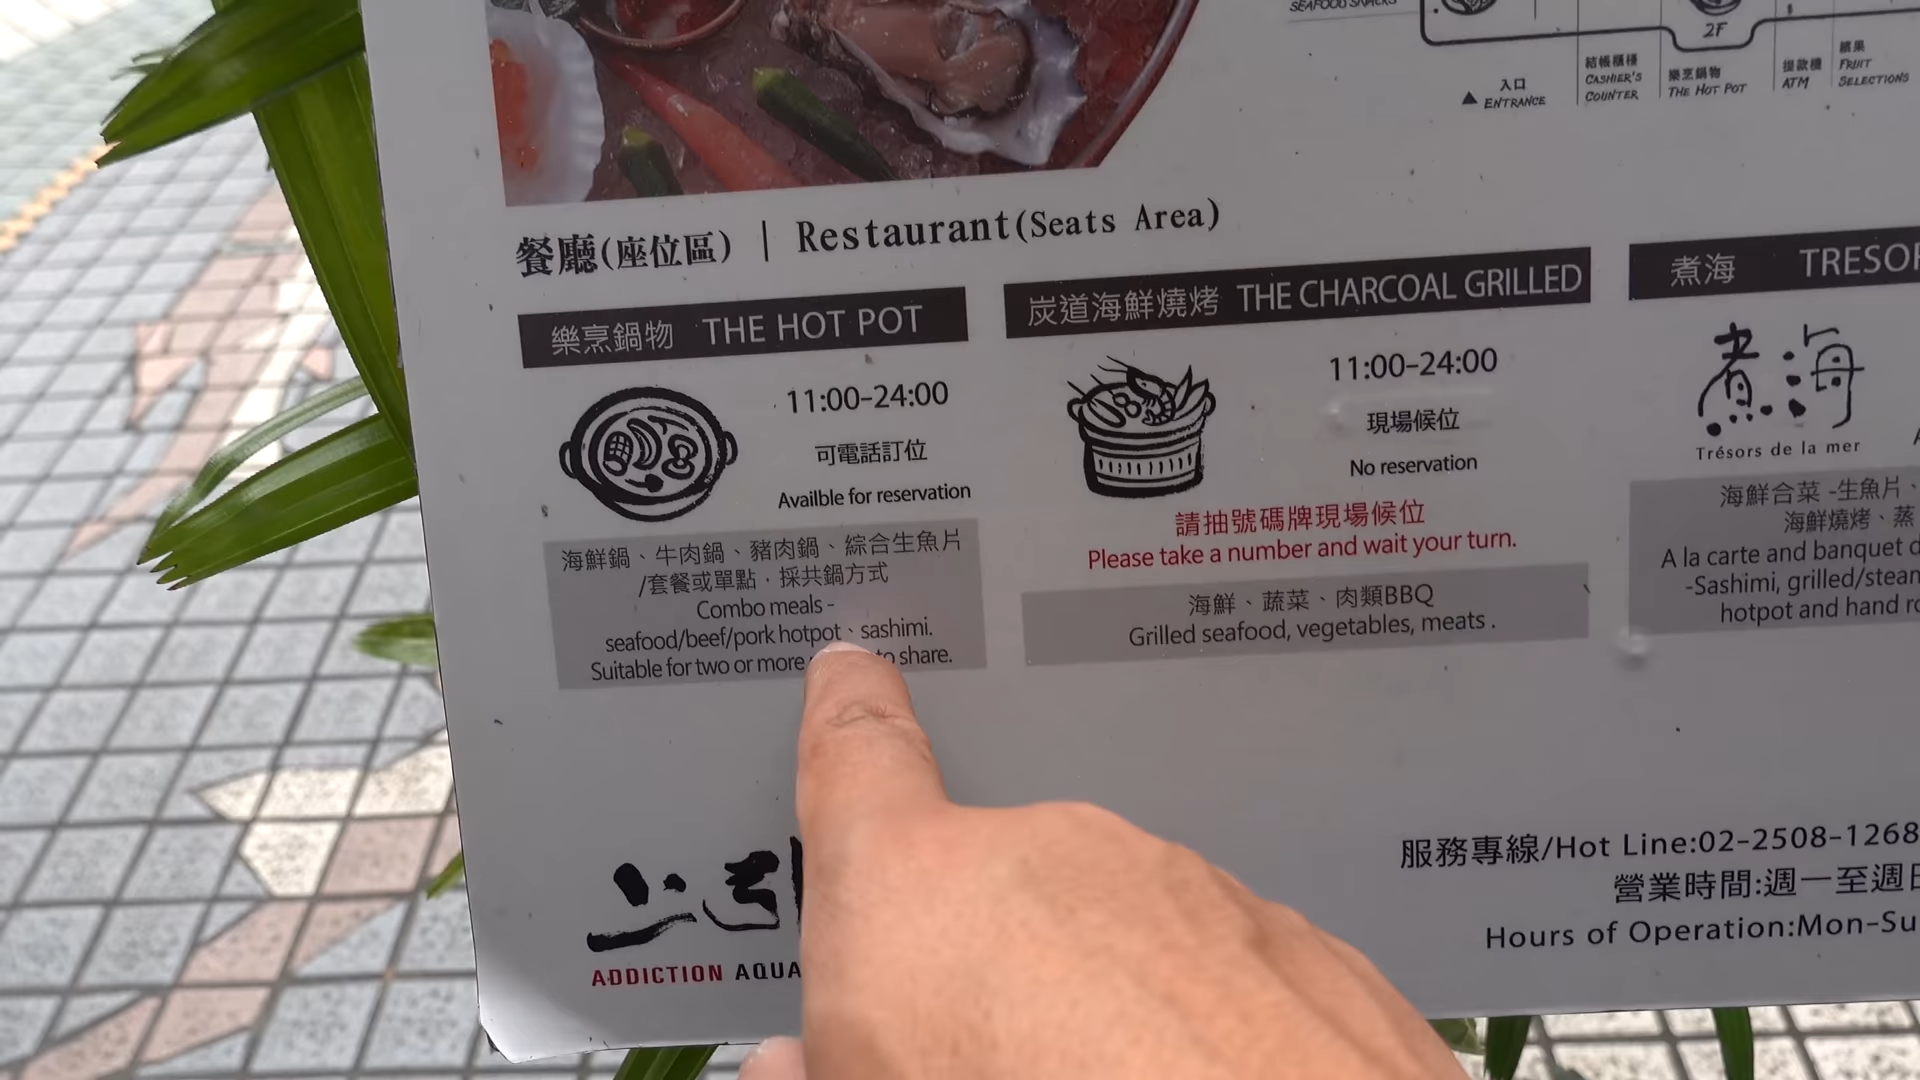 SEAFOOD SNACKS
2F
入口
ENTRANCE
結帳櫃檯
CASHIER'S
COUNTER
樂烹鍋物
THE HOT POT
提款機
ATM
繽果
FRUIT
SELECTIONS
餐廳(座位區) | Restaurant(Seats Area)
樂烹鍋物 THE HOT POT
11:00-24:00
可電話訂位
Availble for reservation
海鮮鍋、牛肉鍋、豬肉鍋、綜合生魚片
/套餐或單點,採共鍋方式
Combo meals -
seafood/beef/pork hotpot、sashimi.
Suitable for two or more to share.
炭道海鮮燒烤 THE CHARCOAL GRILLED
11:00-24:00
現場候位
No reservation
請抽號碼牌現場候位
Please take a number and wait your turn.
海鮮、蔬菜、肉類BBQ
Grilled seafood, vegetables, meats .
煮海 TRESOR
煮海
Trésors de la mer
海鮮合菜 -生魚片、
海鮮燒烤、蒸
A la carte and banquet d
-Sashimi, grilled/steam
hotpot and hand ro
上引
ADDICTION AQUA
服務專線/Hot Line:02-2508-1268
營業時間:週一至週日
Hours of Operation:Mon-Su